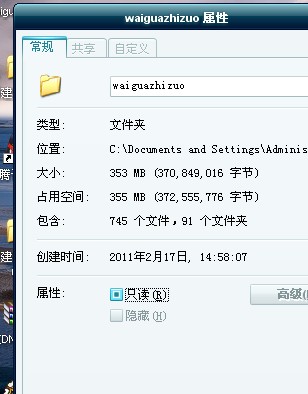 waiguazhizuo 属性
常规 共享 自定义
waiguazhizuo
类型: 文件夹
位置: C:\Documents and Settings\Adminis
大小: 353 MB (370,849,016 字节)
占用空间: 355 MB (372,555,776 字节)
包含: 745 个文件,91 个文件夹
创建时间: 2011年2月17日, 14:58:07
属性: 只读(R) 高级(
隐藏(H)
建
腾
建
(DN